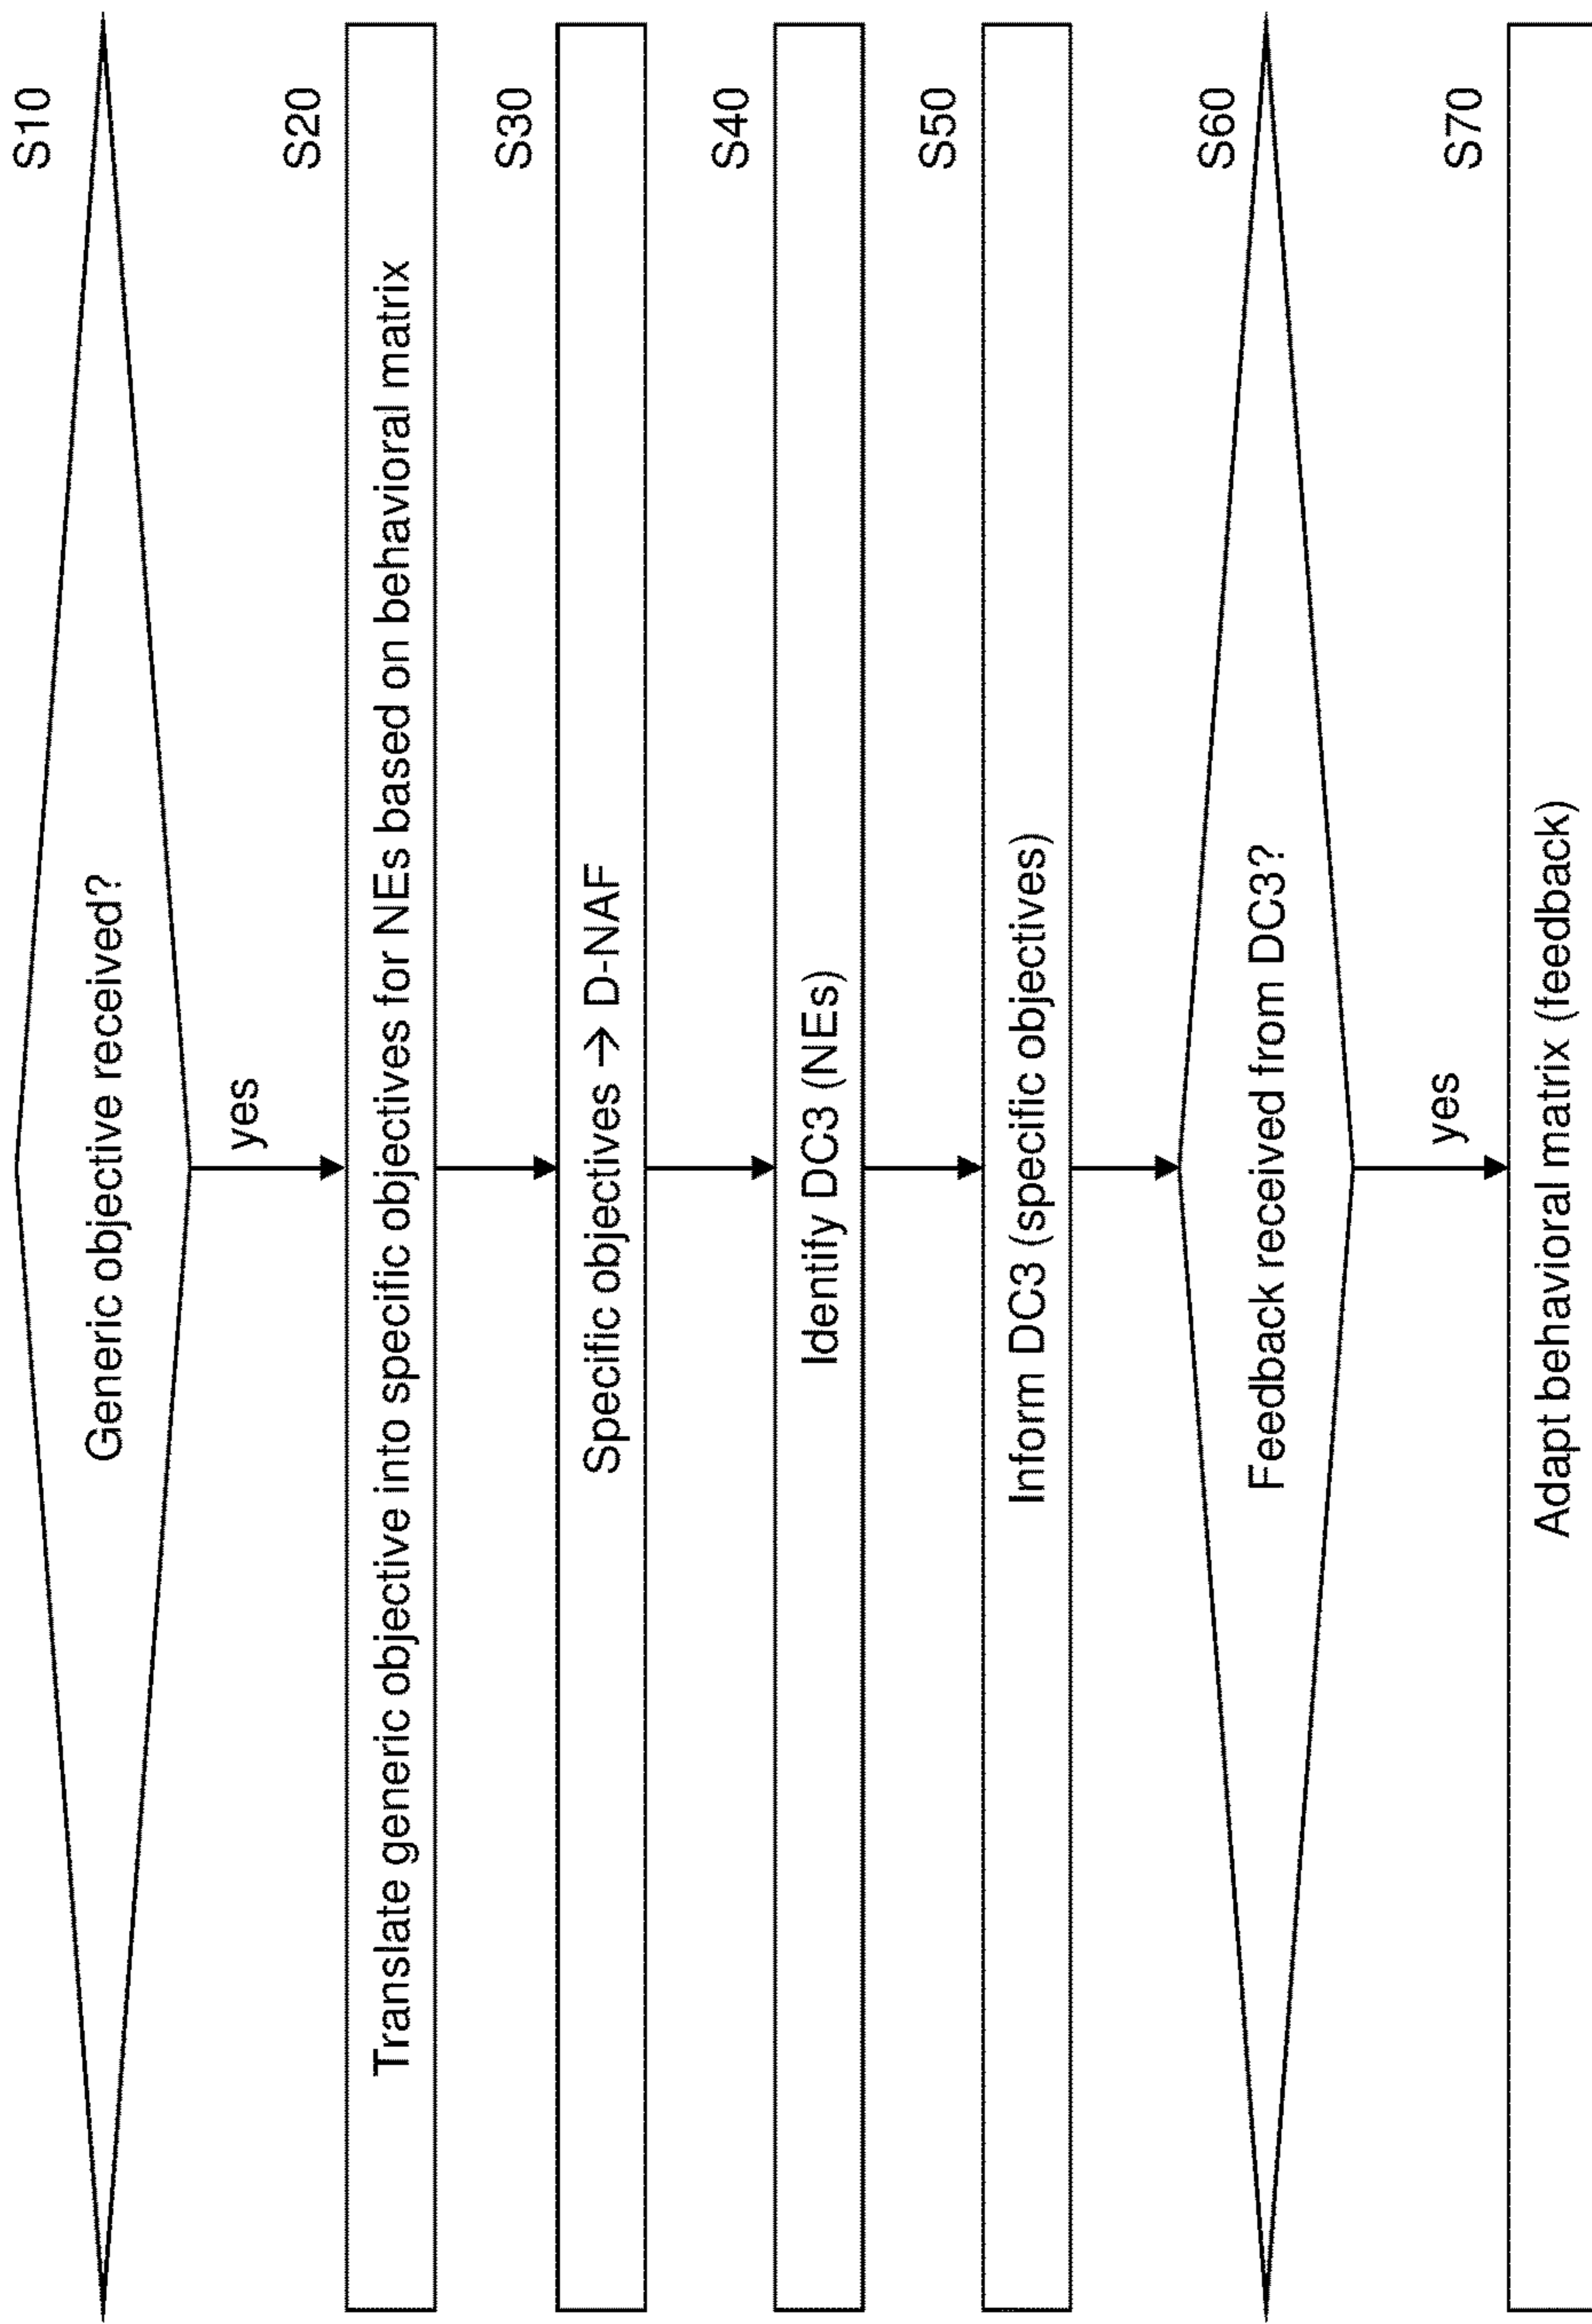 S10
Generic objective received?
yes
S20
Translate generic objective into specific objectives for NEs based on behavioral matrix
S30
Specific objectives → D-NAF
S40
Identify DC3 (NEs)
S50
Inform DC3 (specific objectives)
S60
Feedback received from DC3?
yes
S70
Adapt behavioral matrix (feedback)